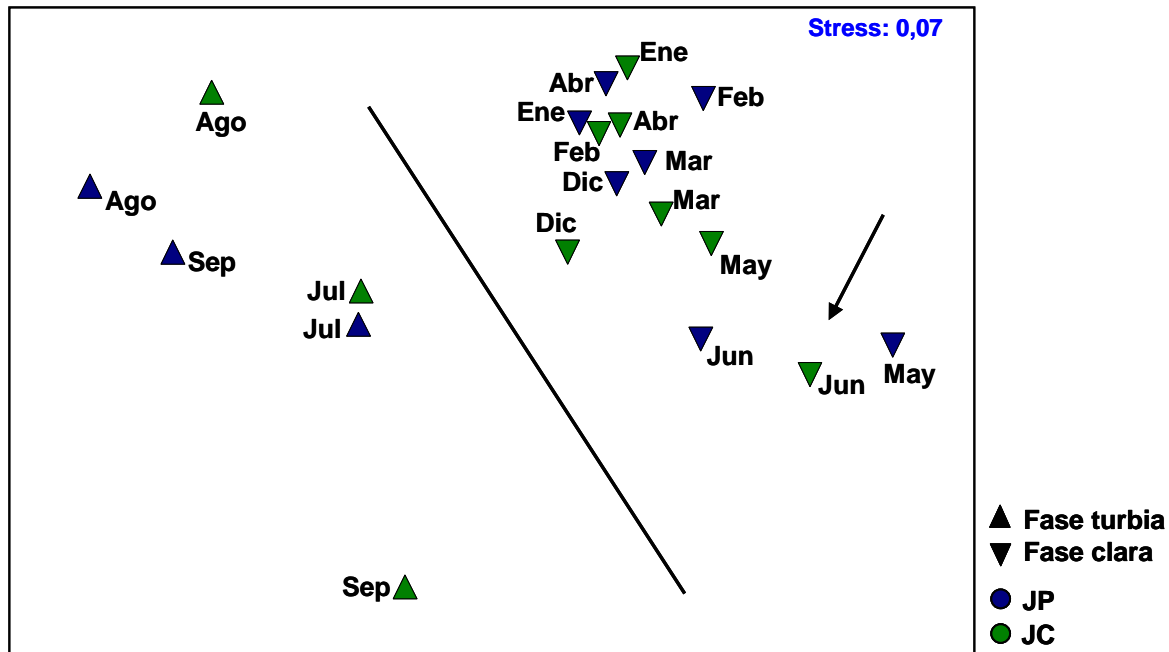 Stress: 0,07
Ene
Abr
Feb
Ago
Ene
Abr
Feb
Mar
Dic
Ago
Mar
Dic
Sep
May
Jul
Jul
Jun
May
Jun
Fase turbia
Fase clara
Sep
JP
JC